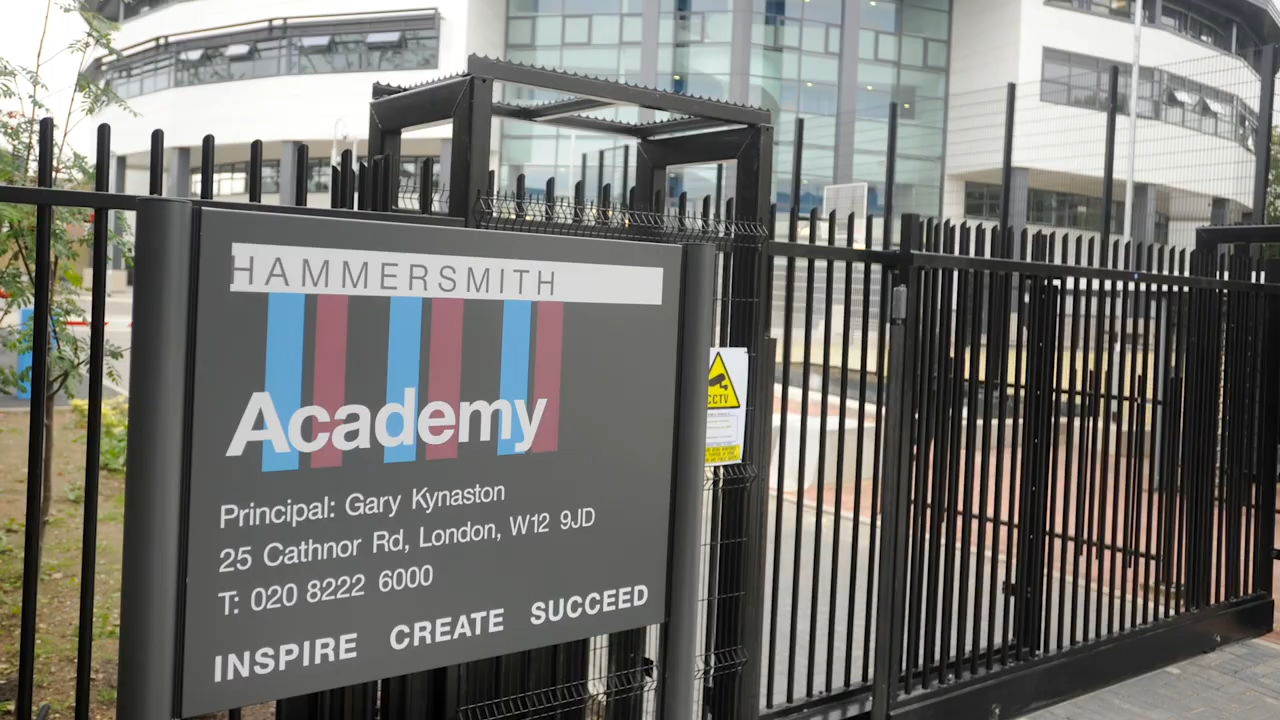 HAMMERSMITH
Academy
Principal: Gary Kynaston
25 Cathnor Rd, London, W12 9JD
T: 020 8222 6000
INSPIRE CREATE SUCCEED
CCTV